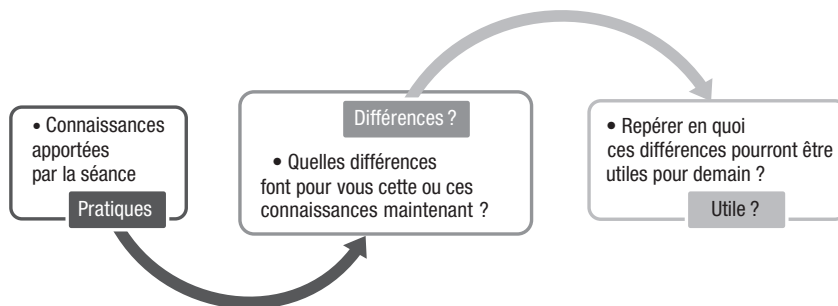 • Connaissances
apportées
par la séance
Pratiques
Différences ?
• Quelles différences
font pour vous cette ou ces
connaissances maintenant ?
• Repérer en quoi
ces différences pourront être
utiles pour demain ?
Utile ?